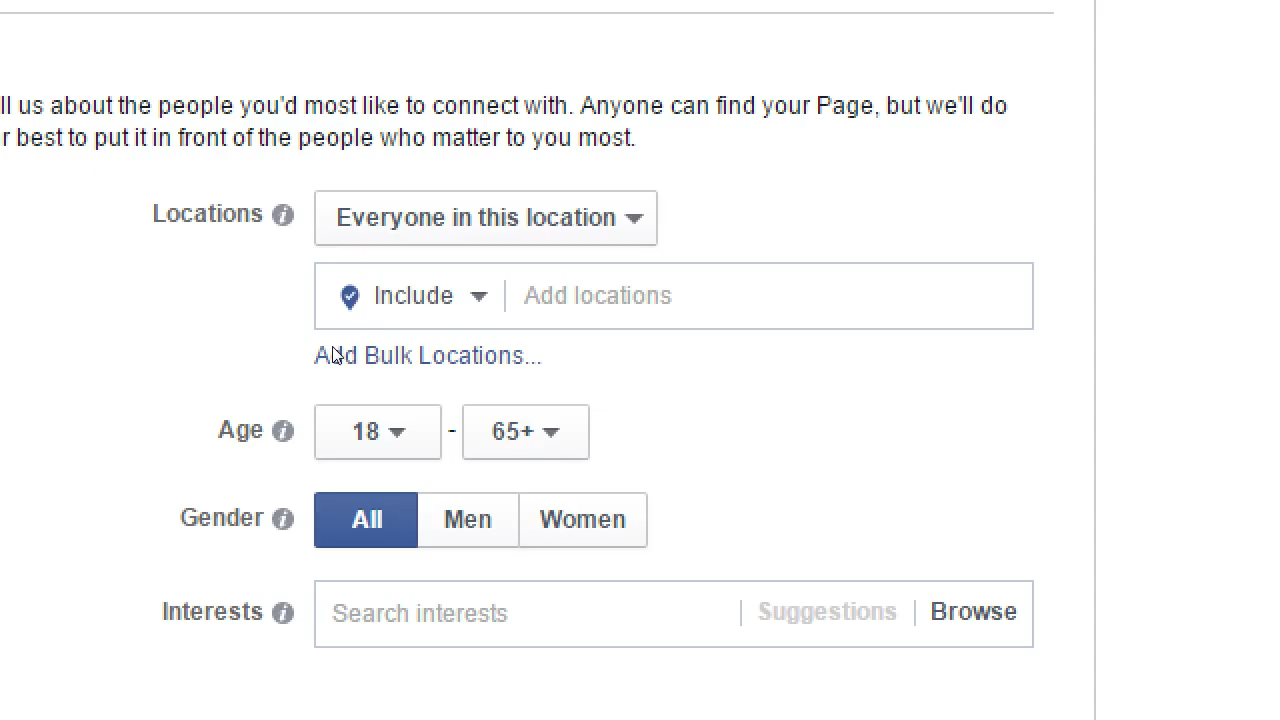 ll us about the people you'd most like to connect with. Anyone can find your Page, but we'll do
r best to put it in front of the people who matter to you most.
Locations Everyone in this location
Include Add locations
Add Bulk Locations...
Age 18 - 65+
Gender All Men Women
Interests Search interests Suggestions Browse